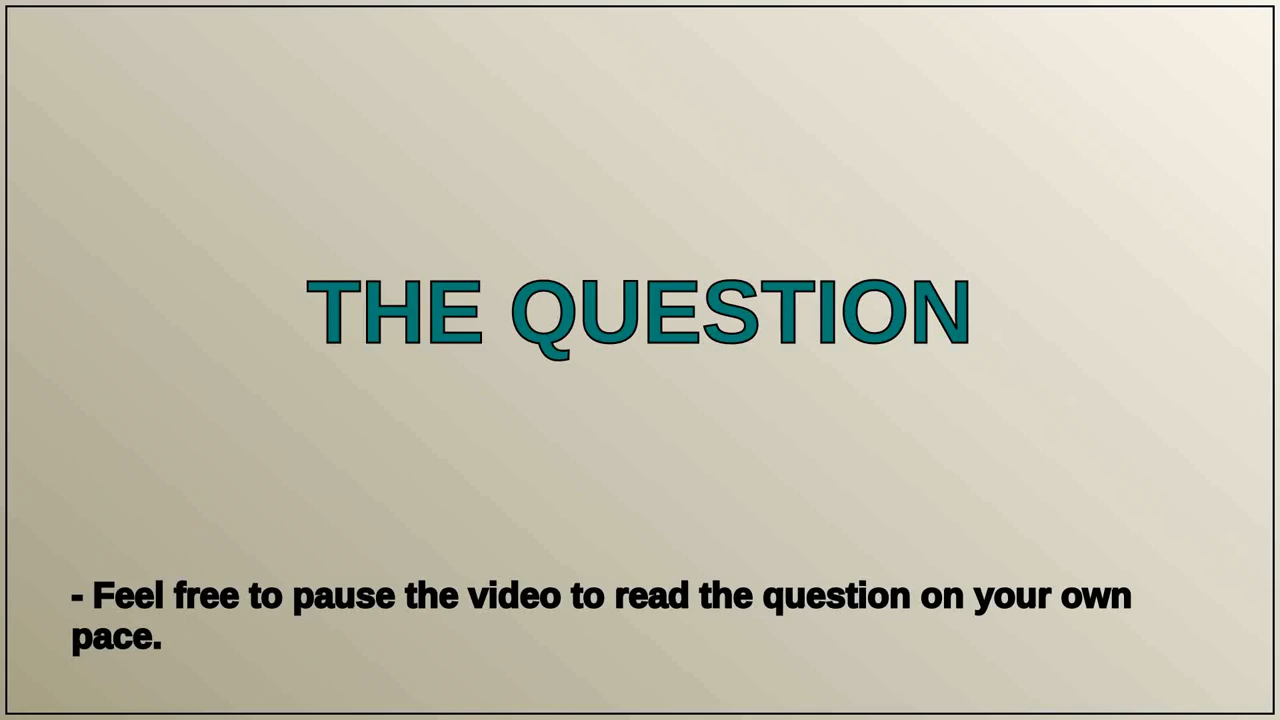 THE QUESTION
- Feel free to pause the video to read the question on your own
pace.